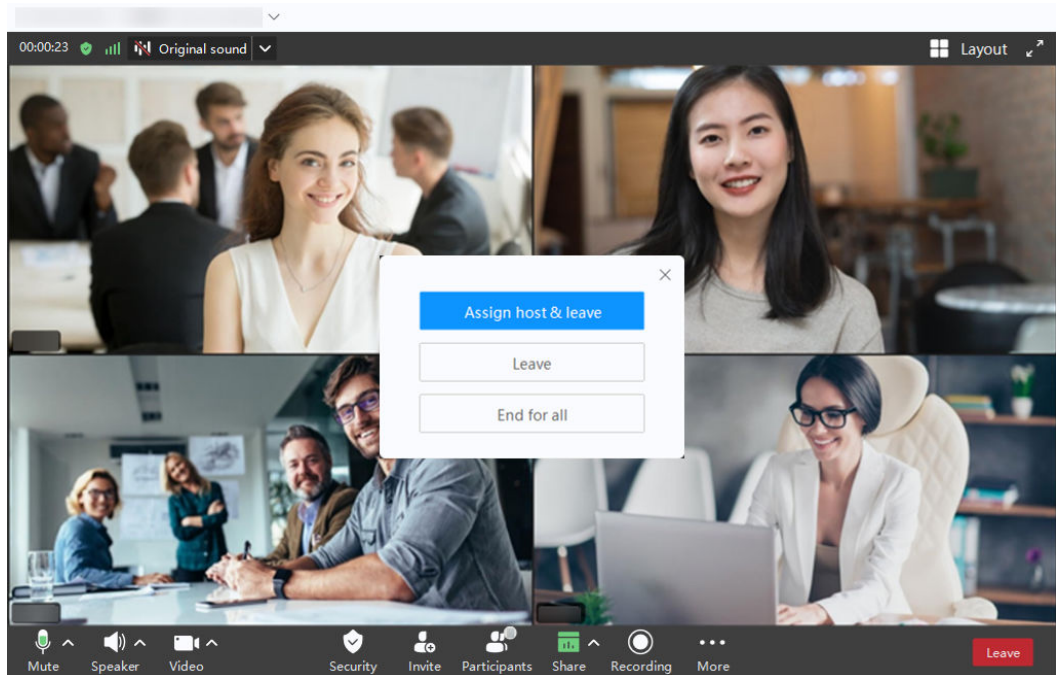 00:00:23 Original sound Layout
Assign host & leave
Leave
End for all
Mute Speaker Video Security Invite Participants Share Recording More Leave